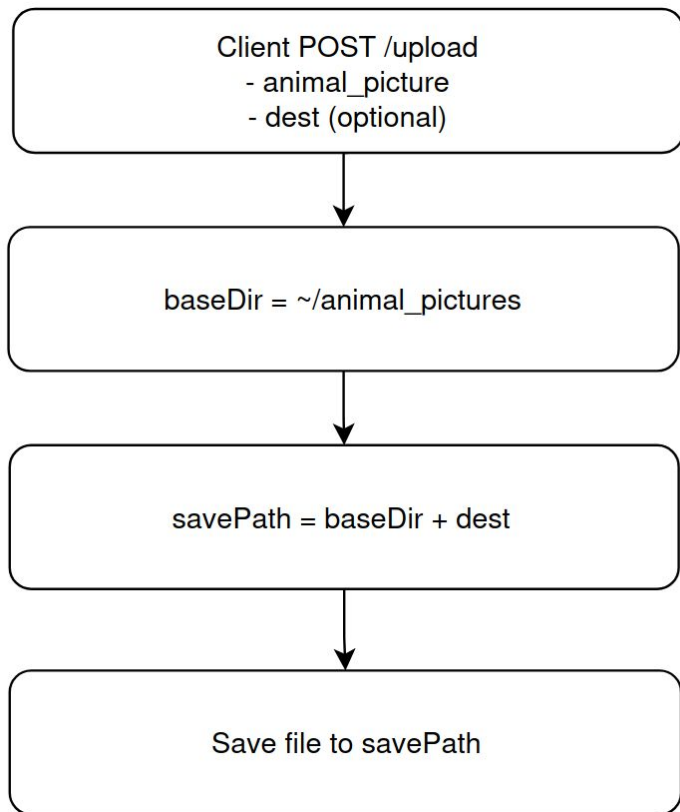 Client POST /upload
- animal_picture
- dest (optional)
baseDir = ~/animal_pictures
savePath = baseDir + dest
Save file to savePath